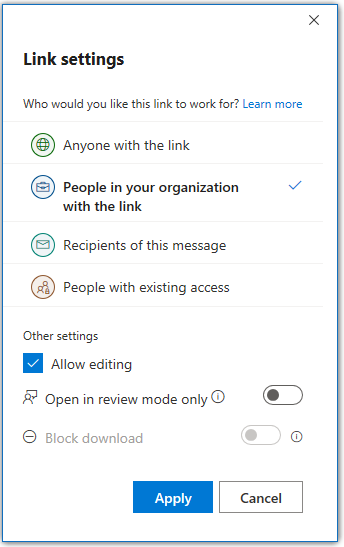 Link settings
Who would you like this link to work for? Learn more
Anyone with the link
People in your organization
with the link
Recipients of this message
People with existing access
Other settings
Allow editing
Open in review mode only
Block download
Apply Cancel